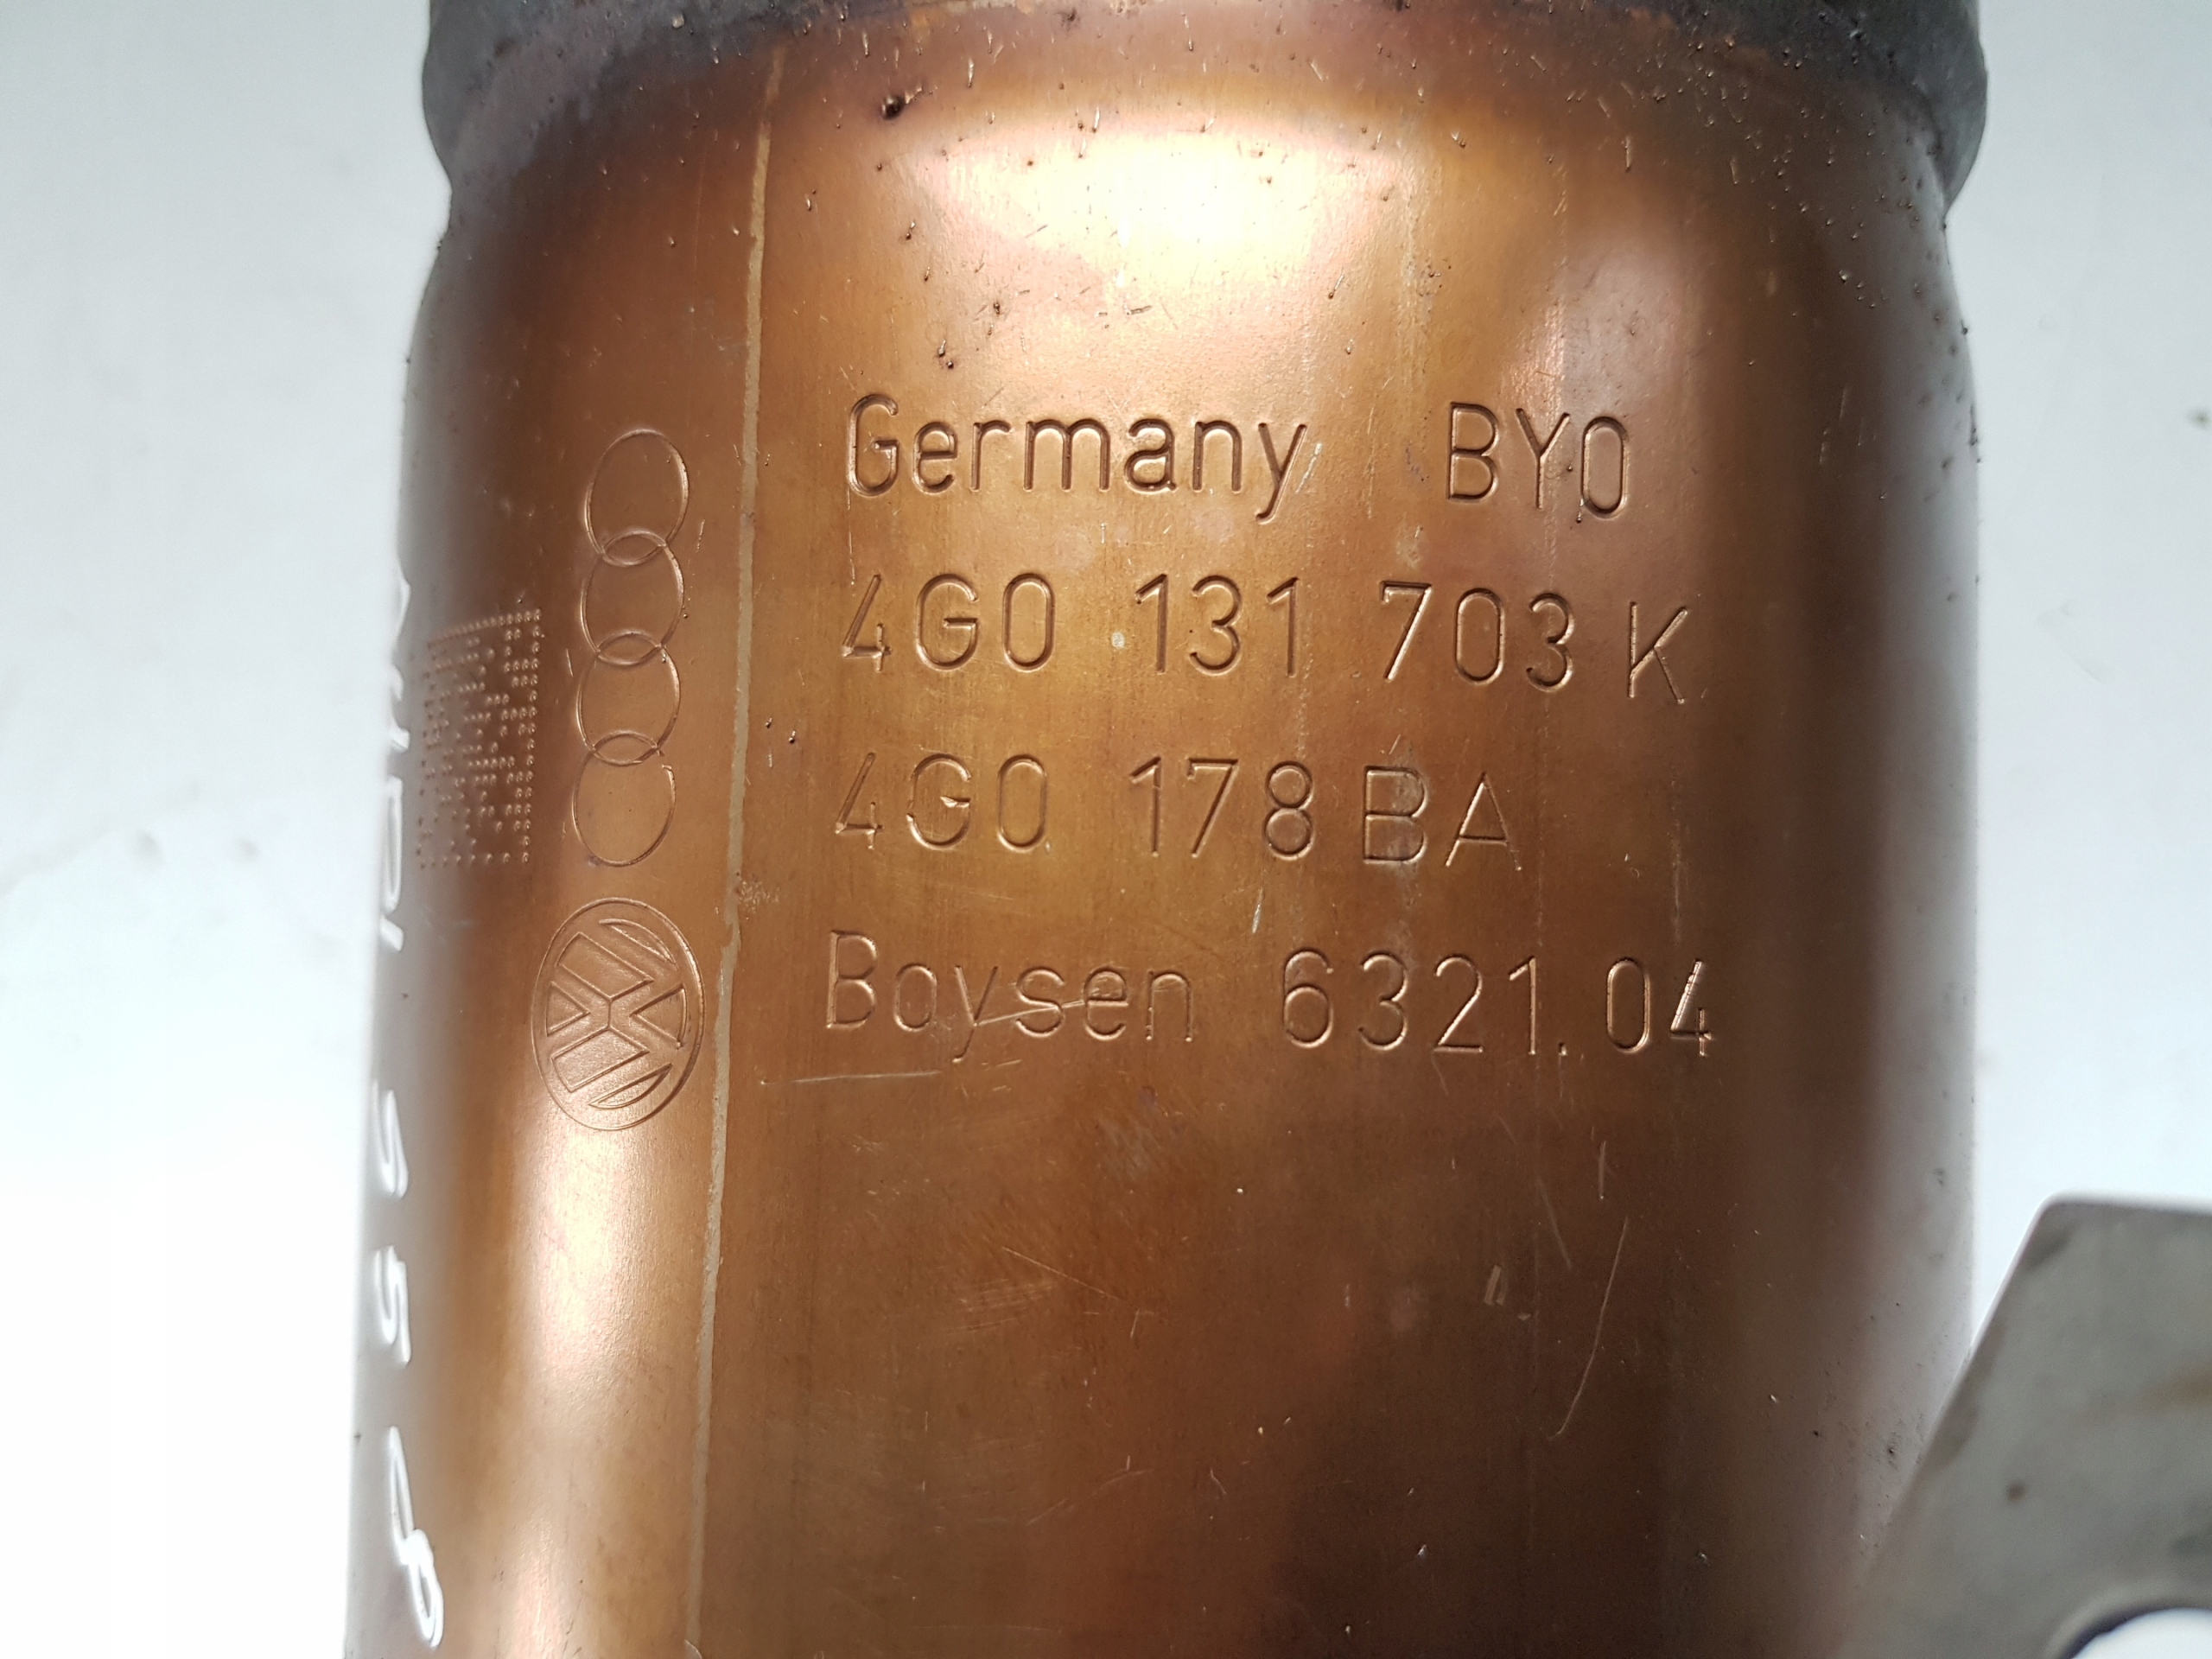 Germany BY0
4G0 131 703 K
4G0 178 BA
Boysen 6321.04